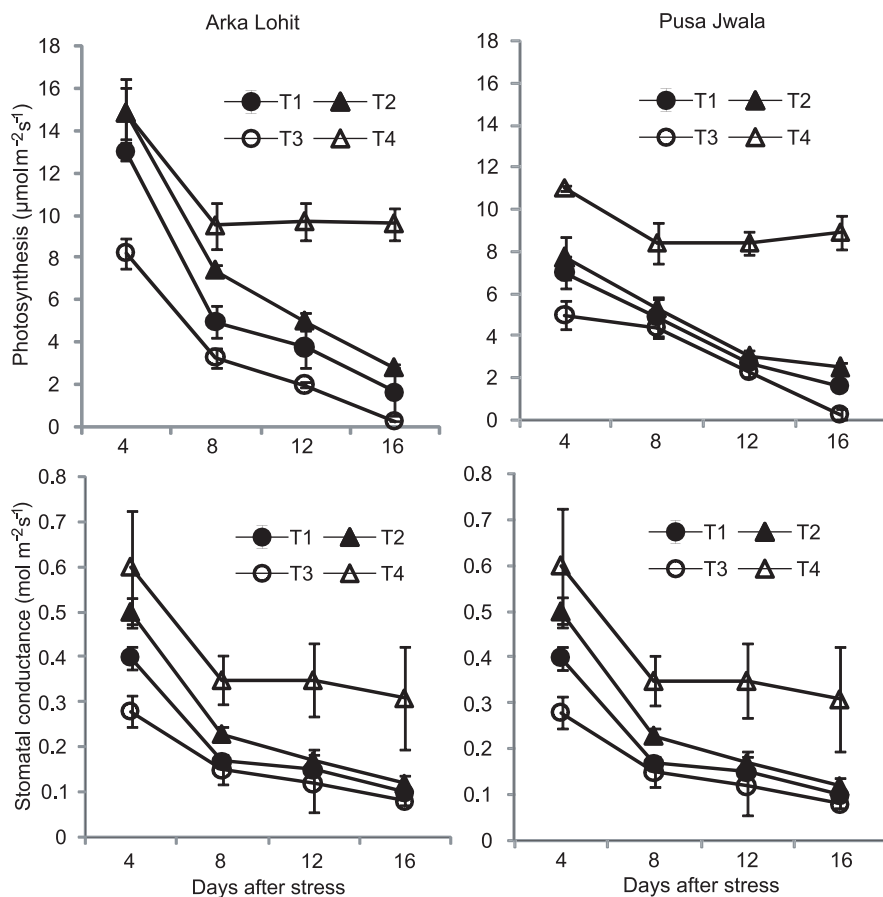 Arka Lohit
Pusa Jwala
Photosynthesis (µmolm⁻²s⁻¹)
18
16
14
12
10
8
6
4
2
0
T1 T2
T3 T4
4 8 12 16
18
16
14
12
10
8
6
4
2
0
T1 T2
T3 T4
4 8 12 16
Stomatal conductance (mol m⁻²s⁻¹)
0.8
0.7
0.6
0.5
0.4
0.3
0.2
0.1
0
T1 T2
T3 T4
4 8 12 16
Days after stress
0.8
0.7
0.6
0.5
0.4
0.3
0.2
0.1
0
T1 T2
T3 T4
4 8 12 16
Days after stress